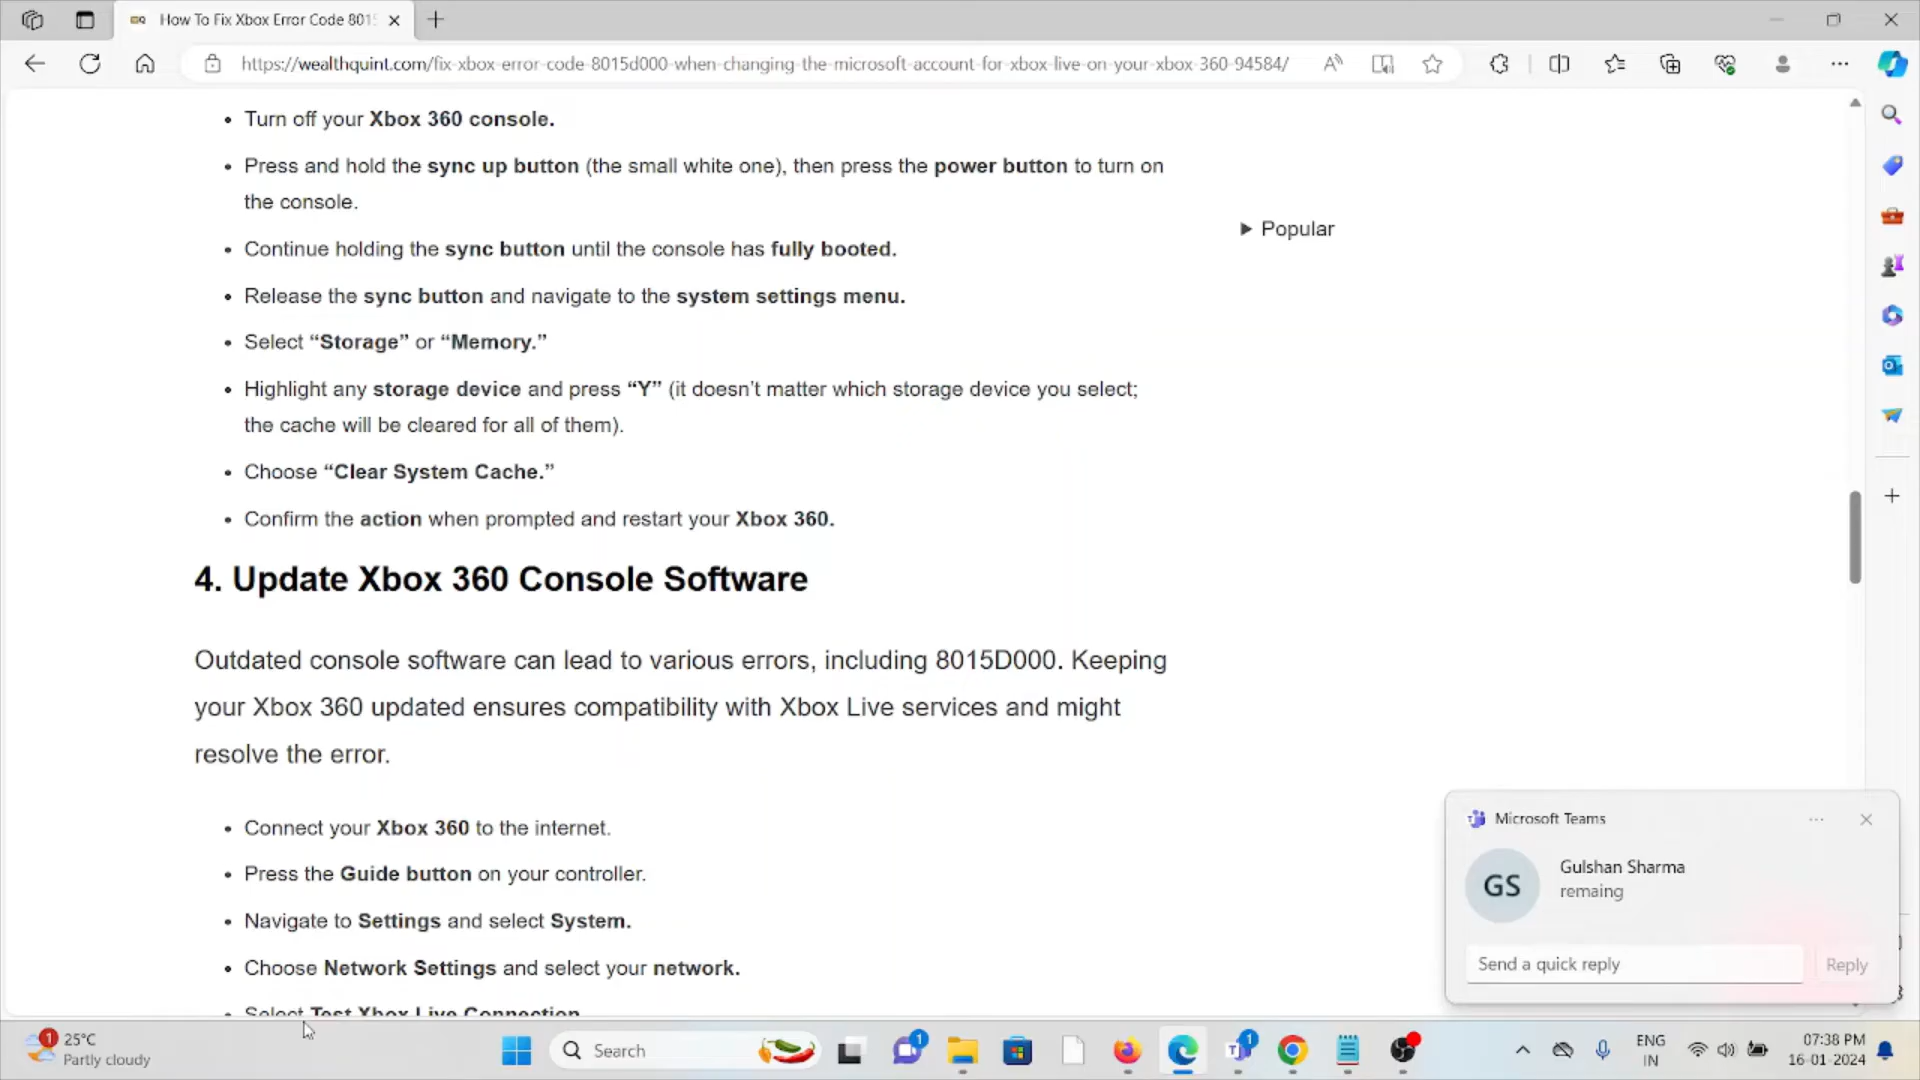 How To Fix Xbox Error Code 801
https://wealthquint.com/fix-xbox-error-code-8015d000-when-changing-the-microsoft-account-for-xbox-live-on-your-xbox-360-94584/
• Turn off your Xbox 360 console.
• Press and hold the sync up button (the small white one), then press the power button to turn on
the console.
▶ Popular
• Continue holding the sync button until the console has fully booted.
• Release the sync button and navigate to the system settings menu.
• Select “Storage” or “Memory.”
• Highlight any storage device and press “Y” (it doesn’t matter which storage device you select;
the cache will be cleared for all of them).
• Choose “Clear System Cache.”
• Confirm the action when prompted and restart your Xbox 360.
4. Update Xbox 360 Console Software
Outdated console software can lead to various errors, including 8015D000. Keeping
your Xbox 360 updated ensures compatibility with Xbox Live services and might
resolve the error.
• Connect your Xbox 360 to the internet.
• Press the Guide button on your controller.
• Navigate to Settings and select System.
• Choose Network Settings and select your network.
• Select Test Xbox Live Connection
Microsoft Teams
GS
Gulshan Sharma
remaing
Send a quick reply
Reply
1
25°C
Partly cloudy
Search
1
1
ENG
IN
07:38 PM
16-01-2024